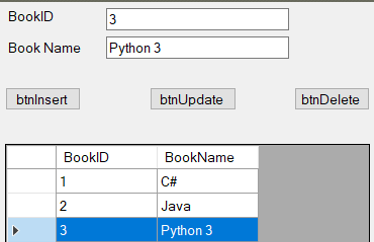 BookID 3
Book Name Python 3
btnInsert btnUpdate btnDelete
BookID BookName
1 C#
2 Java
3 Python 3